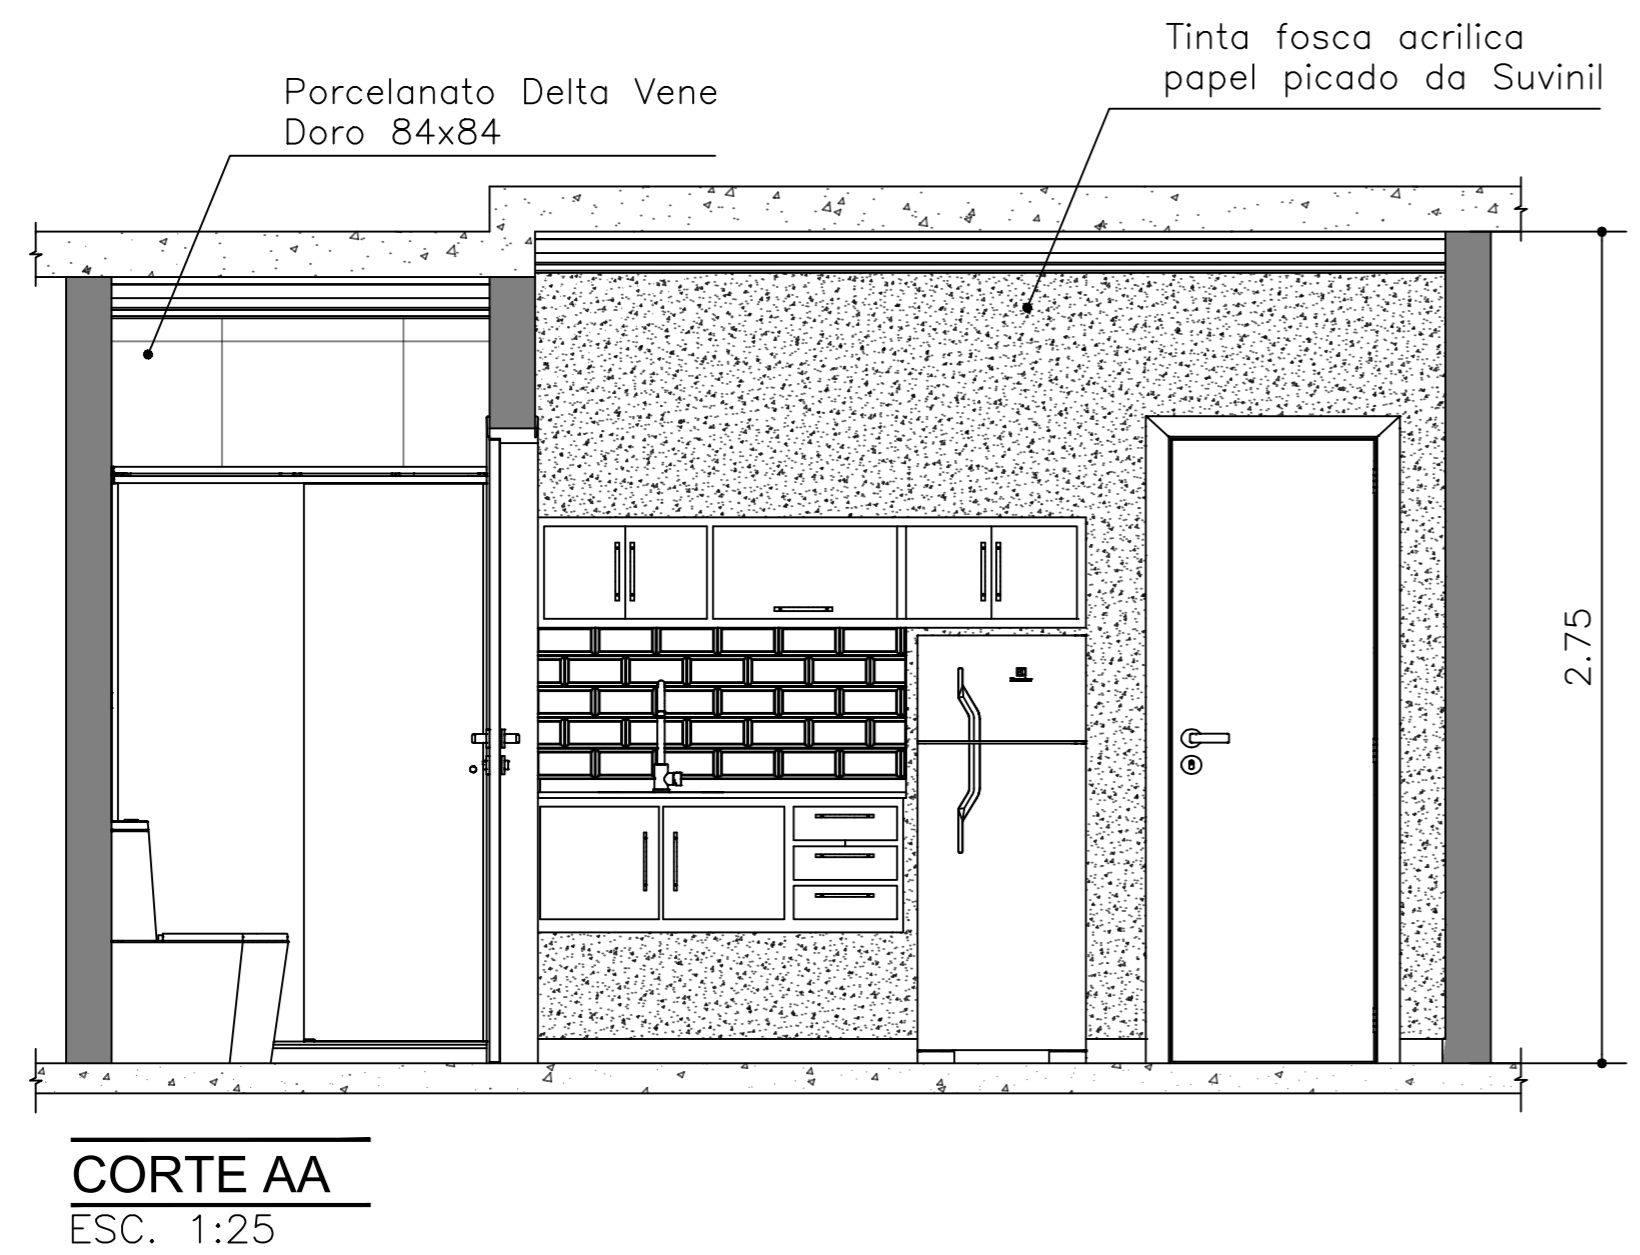 Tinta fosca acrilica
papel picado da Suvinil
Porcelanato Delta Vene
Doro 84x84
2.75
CORTE AA
ESC. 1:25